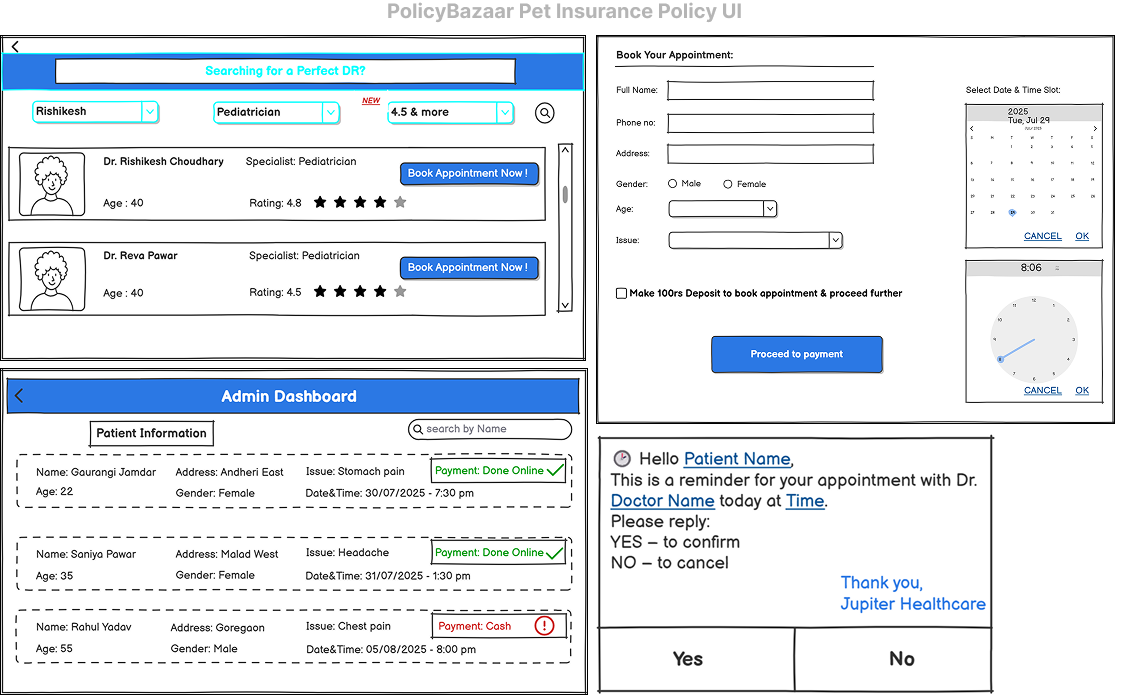 PolicyBazaar Pet Insurance Policy UI
Searching for a Perfect DR?
Rishikesh
Pediatrician
NEW
4.5 & more
Dr. Rishikesh Choudhary
Specialist: Pediatrician
Book Appointment Now !
Age : 40
Rating: 4.8
Dr. Reva Pawar
Specialist: Pediatrician
Book Appointment Now !
Age : 40
Rating: 4.5
Book Your Appointment:
Full Name:
Phone no:
Address:
Gender:
Male
Female
Age:
Issue:
Make 100rs Deposit to book appointment & proceed further
Proceed to payment
Select Date & Time Slot:
2025
Tue, Jul 29
July 2025
S M T W T F S
1 2 3 4 5
6 7 8 9 10 11 12
13 14 15 16 17 18 19
20 21 22 23 24 25 26
27 28 29 30 31
CANCEL OK
8:06
12
11 1
10 2
9 3
8 4
7 5
6
CANCEL OK
Admin Dashboard
Patient Information
search by Name
Name: Gaurangi Jamdar
Address: Andheri East
Issue: Stomach pain
Payment: Done Online
Age: 22
Gender: Female
Date&Time: 30/07/2025 - 7:30 pm
Name: Saniya Pawar
Address: Malad West
Issue: Headache
Payment: Done Online
Age: 35
Gender: Female
Date&Time: 31/07/2025 - 1:30 pm
Name: Rahul Yadav
Address: Goregaon
Issue: Chest pain
Payment: Cash
Age: 55
Gender: Male
Date&Time: 05/08/2025 - 8:00 pm
Hello Patient Name,
This is a reminder for your appointment with Dr.
Doctor Name today at Time.
Please reply:
YES – to confirm
NO – to cancel
Thank you,
Jupiter Healthcare
Yes
No